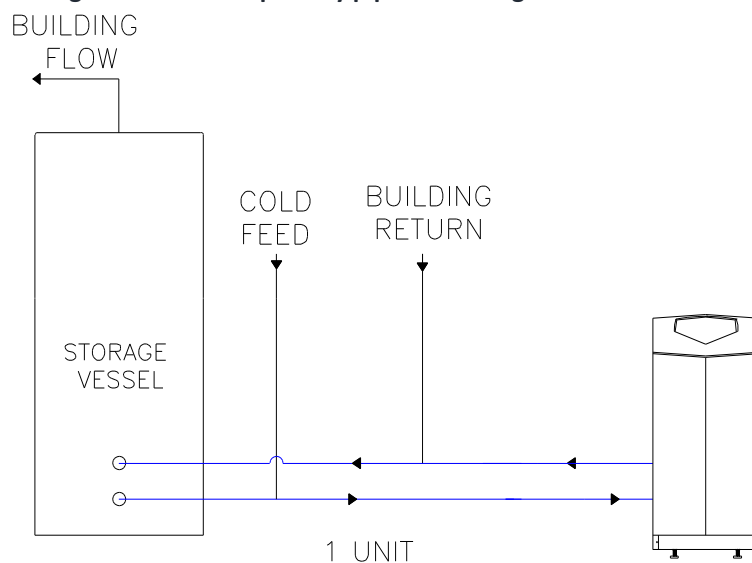 BUILDING
FLOW
COLD
FEED
BUILDING
RETURN
STORAGE
VESSEL
1 UNIT